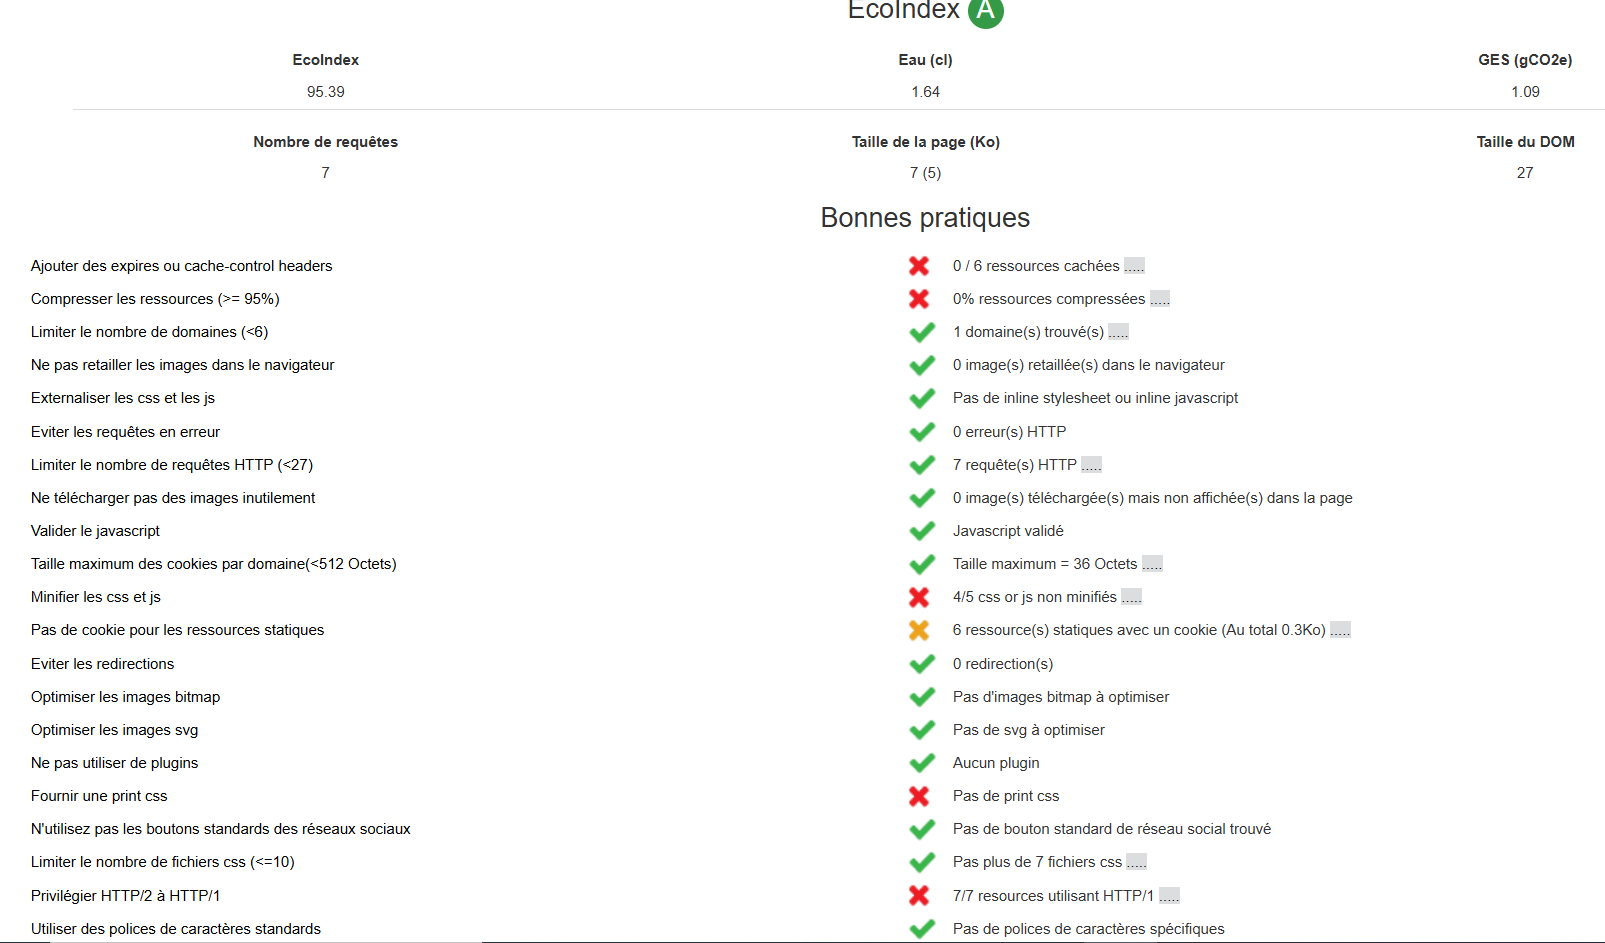 EcoIndex A
EcoIndex Eau (cl) GES (gCO2e)
95.39 1.64 1.09
Nombre de requêtes Taille de la page (Ko) Taille du DOM
7 7 (5) 27
Bonnes pratiques
Ajouter des expires ou cache-control headers 0 / 6 ressources cachées .....
Compresser les ressources (>= 95%) 0% ressources compressées .....
Limiter le nombre de domaines (<6) 1 domaine(s) trouvé(s) .....
Ne pas retailler les images dans le navigateur 0 image(s) retaillée(s) dans le navigateur
Externaliser les css et les js Pas de inline stylesheet ou inline javascript
Eviter les requêtes en erreur 0 erreur(s) HTTP
Limiter le nombre de requêtes HTTP (<27) 7 requête(s) HTTP .....
Ne télécharger pas des images inutilement 0 image(s) téléchargée(s) mais non affichée(s) dans la page
Valider le javascript Javascript validé
Taille maximum des cookies par domaine(<512 Octets) Taille maximum = 36 Octets .....
Minifier les css et js 4/5 css or js non minifiés .....
Pas de cookie pour les ressources statiques 6 ressource(s) statiques avec un cookie (Au total 0.3Ko) .....
Eviter les redirections 0 redirection(s)
Optimiser les images bitmap Pas d'images bitmap à optimiser
Optimiser les images svg Pas de svg à optimiser
Ne pas utiliser de plugins Aucun plugin
Fournir une print css Pas de print css
N'utilisez pas les boutons standards des réseaux sociaux Pas de bouton standard de réseau social trouvé
Limiter le nombre de fichiers css (<=10) Pas plus de 7 fichiers css .....
Privilégier HTTP/2 à HTTP/1 7/7 resources utilisant HTTP/1 .....
Utiliser des polices de caractères standards Pas de polices de caractères spécifiques